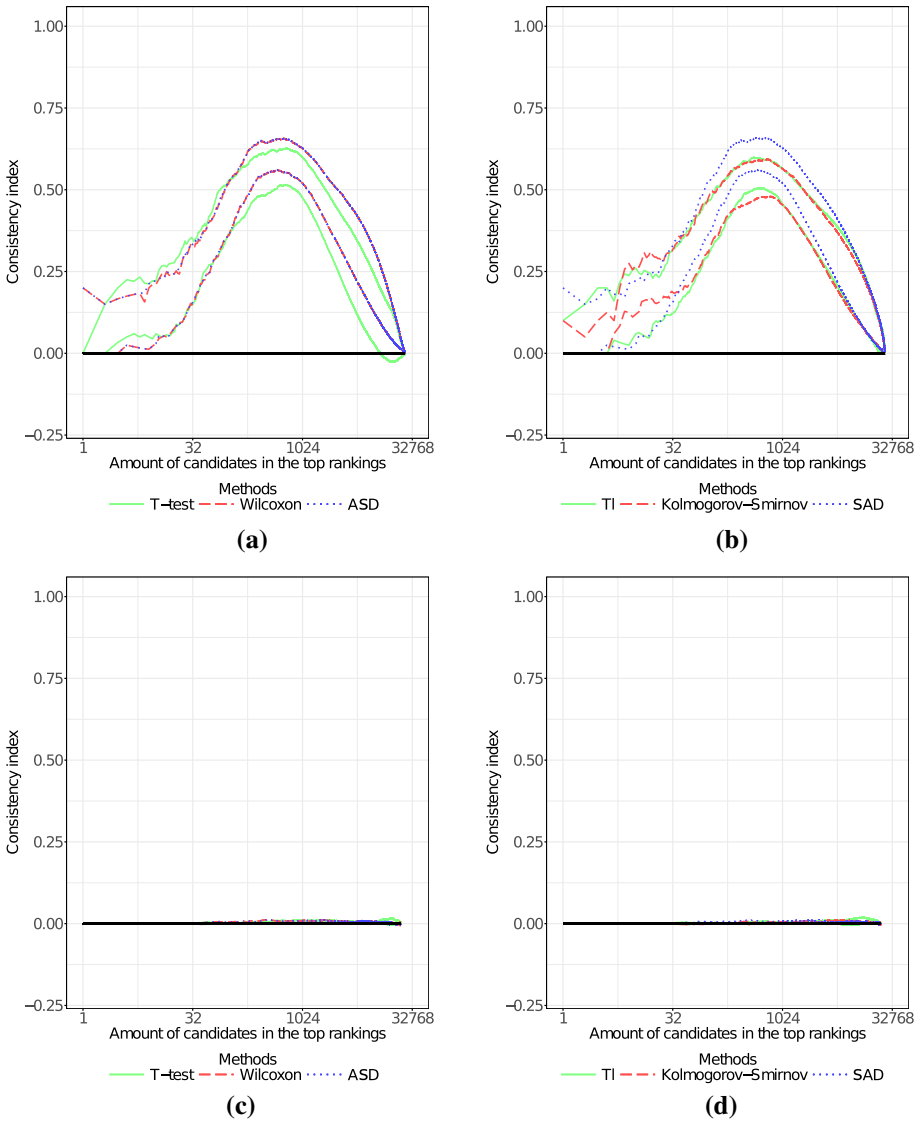 1.00
0.75
0.50
0.25
0.00
−0.25
Consistency index
1 32 1024 32768
Amount of candidates in the top rankings
Methods
T−test Wilcoxon ASD
(a)
1.00
0.75
0.50
0.25
0.00
−0.25
Consistency index
1 32 1024 32768
Amount of candidates in the top rankings
Methods
TI Kolmogorov−Smirnov SAD
(b)
1.00
0.75
0.50
0.25
0.00
−0.25
Consistency index
1 32 1024 32768
Amount of candidates in the top rankings
Methods
T−test Wilcoxon ASD
(c)
1.00
0.75
0.50
0.25
0.00
−0.25
Consistency index
1 32 1024 32768
Amount of candidates in the top rankings
Methods
TI Kolmogorov−Smirnov SAD
(d)